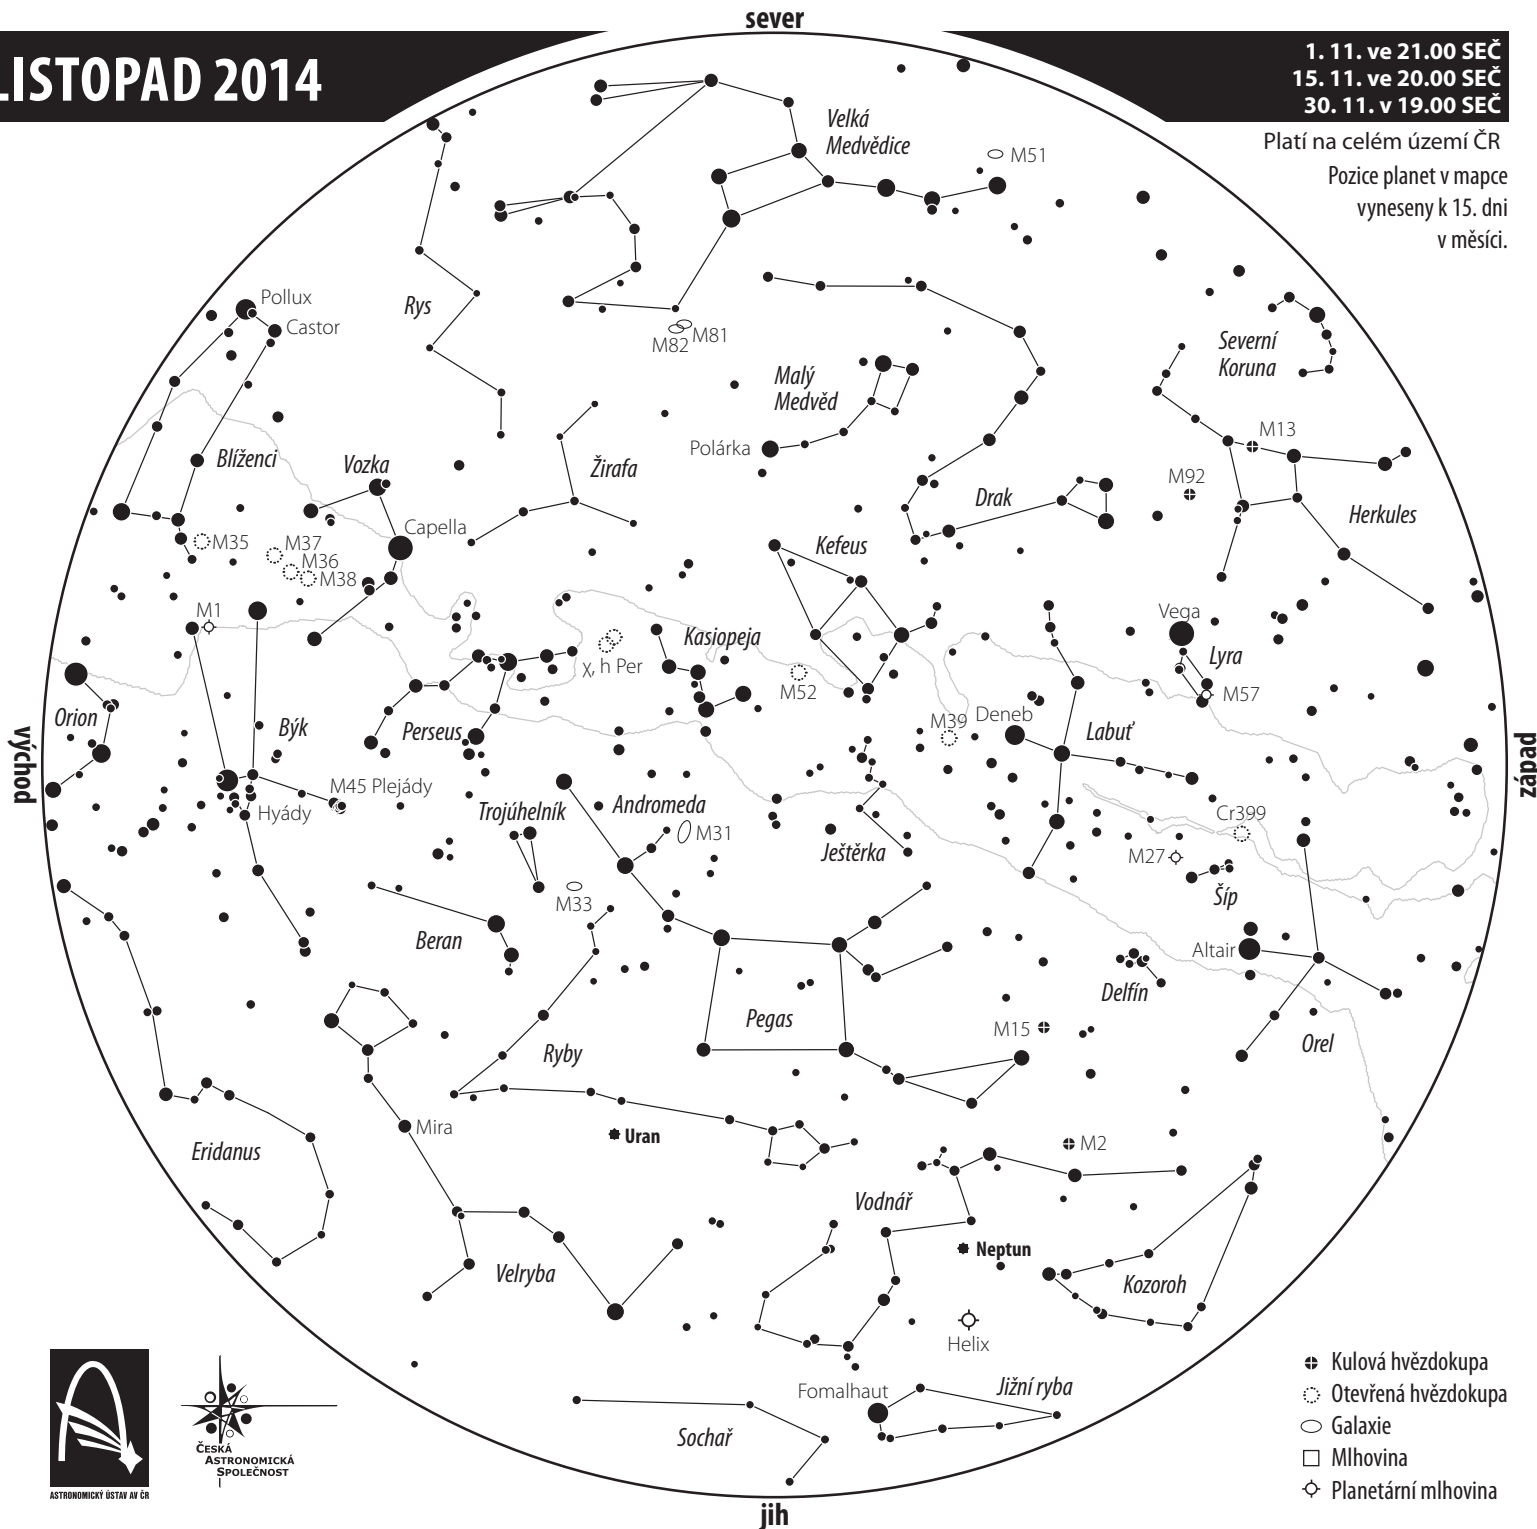 sever
LISTOPAD 2014
1. 11. ve 21.00 SEČ
15. 11. ve 20.00 SEČ
30. 11. v 19.00 SEČ
Platí na celém území ČR
Pozice planet v mapce
vyneseny k 15. dni
v měsíci.
Velká
Medvědice
M51
Pollux
Castor
Rys
M82
M81
Malý
Medvěd
Severní
Koruna
Polárka
M13
Blíženci
Vozka
Žirafa
Drak
M92
Herkules
Capella
Kefeus
M35
M37
M36
M38
M1
Vega
Kasiopeja
Lyra
χ, h Per
M52
M57
Orion
Býk
Perseus
M39
Deneb
Labuť
východ
západ
M45 Plejády
Hyády
Trojúhelník
Andromeda
M31
Ještěrka
Cr399
M27
Šíp
M33
Beran
Altair
Delfín
Pegas
M15
Orel
Ryby
Mira
Uran
M2
Eridanus
Vodnář
Neptun
Velryba
Kozoroh
Helix
Fomalhaut
Jižní ryba
Sochař
Kulová hvězdokupa
Otevřená hvězdokupa
Galaxie
Mlhovina
Planetární mlhovina
ČESKÁ
ASTRONOMICKÁ
SPOLEČNOST
ASTRONOMICKÝ ÚSTAV AV ČR
jih